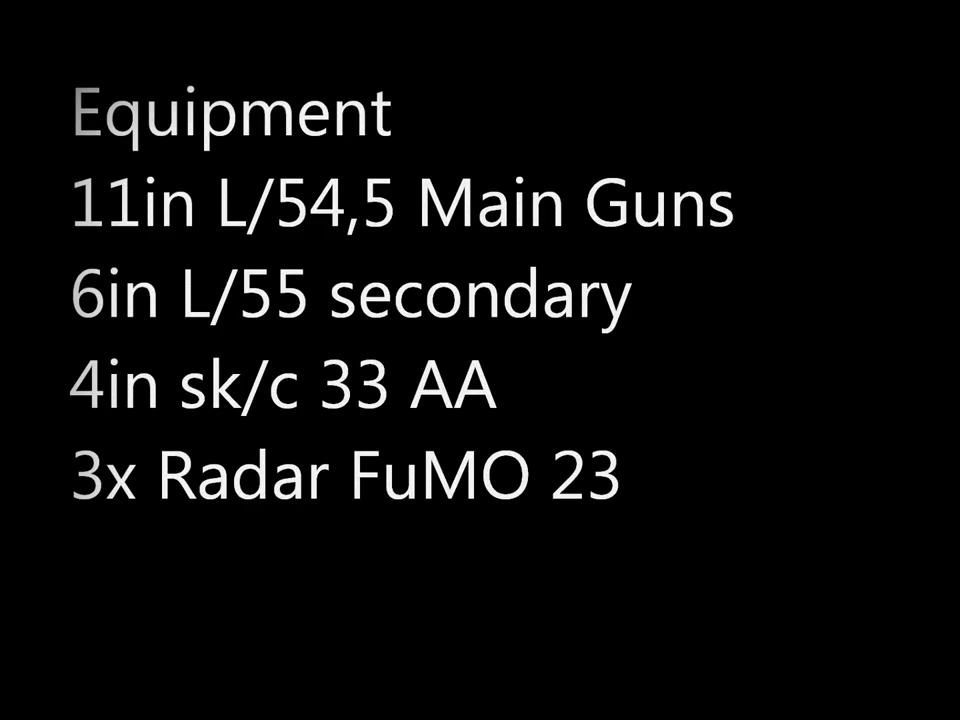 Equipment
11in L/54,5 Main Guns
6in L/55 secondary
4in sk/c 33 AA
3x Radar FuMO 23